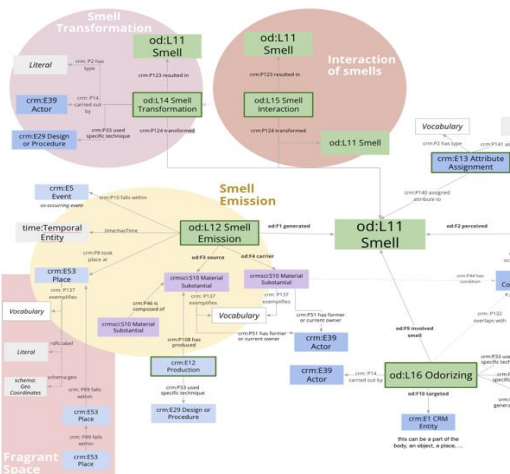 Smell
Transformation
od:L11
Smell
od:L11
Smell
Interaction
of smells
Literal
crm: P2 has
type
crm:P123 resulted in
crm:P123 resulted in
crm:E39
Actor
crm: P14
carried out
by
od:L14 Smell
Transformation
od:L15 Smell
Interaction
crm:E29 Design
or Procedure
crm:P33 used
specific technique
crm:P124 transformed
crm:P124 transformed
od:L11 Smell
Vocabulary
crm:P2 has type
crm:P141
crm:E13 Attribute
Assignment
crm:P140 assigned
attribute to
Smell
Emission
crm:E5
Event
co-occurring event
crm:P10 falls within
time:Temporal
Entity
time:hasTime
od:L12 Smell
Emission
od:F1 generated
od:L11
Smell
od:F2 perceived
crm:P8 took
place at
od:F3 source
od:F4 carrier
crm:E53
Place
crmsci:S10 Material
Substantial
crmsci:S10 Material
Substantial
crm:P44 has
condition
Co
crm: P137
exemplifies
Vocabulary
crm:P46 is
composed of
crm: P137
exemplifies
crm: P137
exemplifies
Vocabulary
crmsci:S10 Material
Substantial
crm:P51 has former
or current owner
crm:P51 has former
or current owner
crm: P132
overlaps with
crm:P108 has
produced
crm:E39
Actor
od:F9 involved
smell
Literal
rdfs:label
crm:E12
Production
crm:E39
Actor
crm: P14
carried out by
od:L16 Odorizing
crm:P33 used
specific
schema:
Geo
Coordinates
schema:geo
crm: P89 falls
within
crm:P33 used
specific technique
od:F10 targeted
crm:E53
Place
crm:E29 Design or
Procedure
crm:E1 CRM
Entity
crm: P89 falls
within
this can be a part of the
body, an object, a place, ...
Fragrant
Space
crm:E53
Place